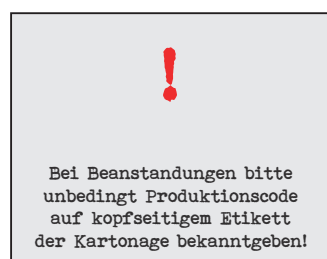 !
Bei Beanstandungen bitte
unbedingt Produktionscode
auf kopfseitigem Etikett
der Kartonage bekanntgeben!